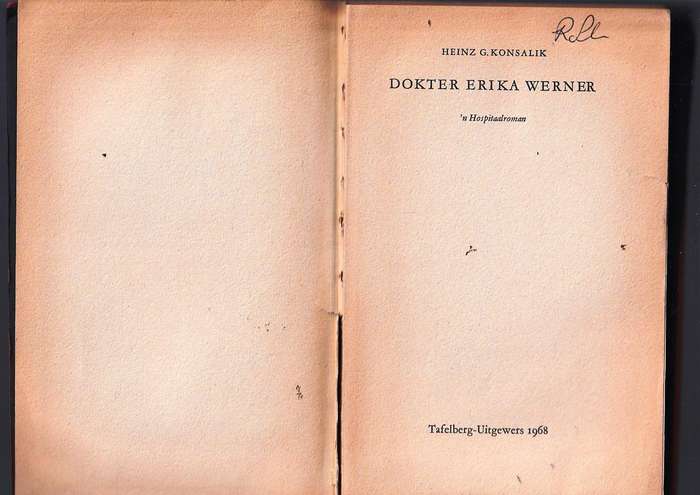 HEINZ G. KONSALIK
DOKTER ERIKA WERNER
'n Hospitaalroman
Tafelberg-Uitgewers 1968